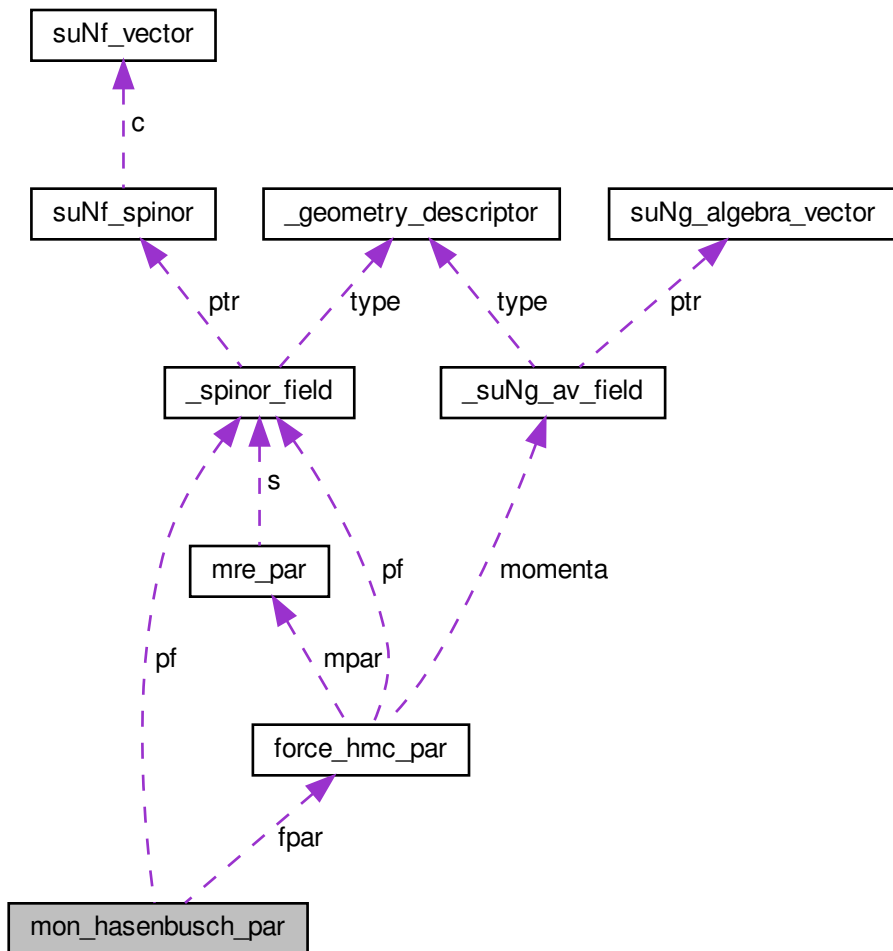 suNf_vector
c
suNf_spinor
_geometry_descriptor
suNg_algebra_vector
ptr
type
type
ptr
_spinor_field
_suNg_av_field
s
mre_par
pf
momenta
pf
mpar
force_hmc_par
fpar
mon_hasenbusch_par